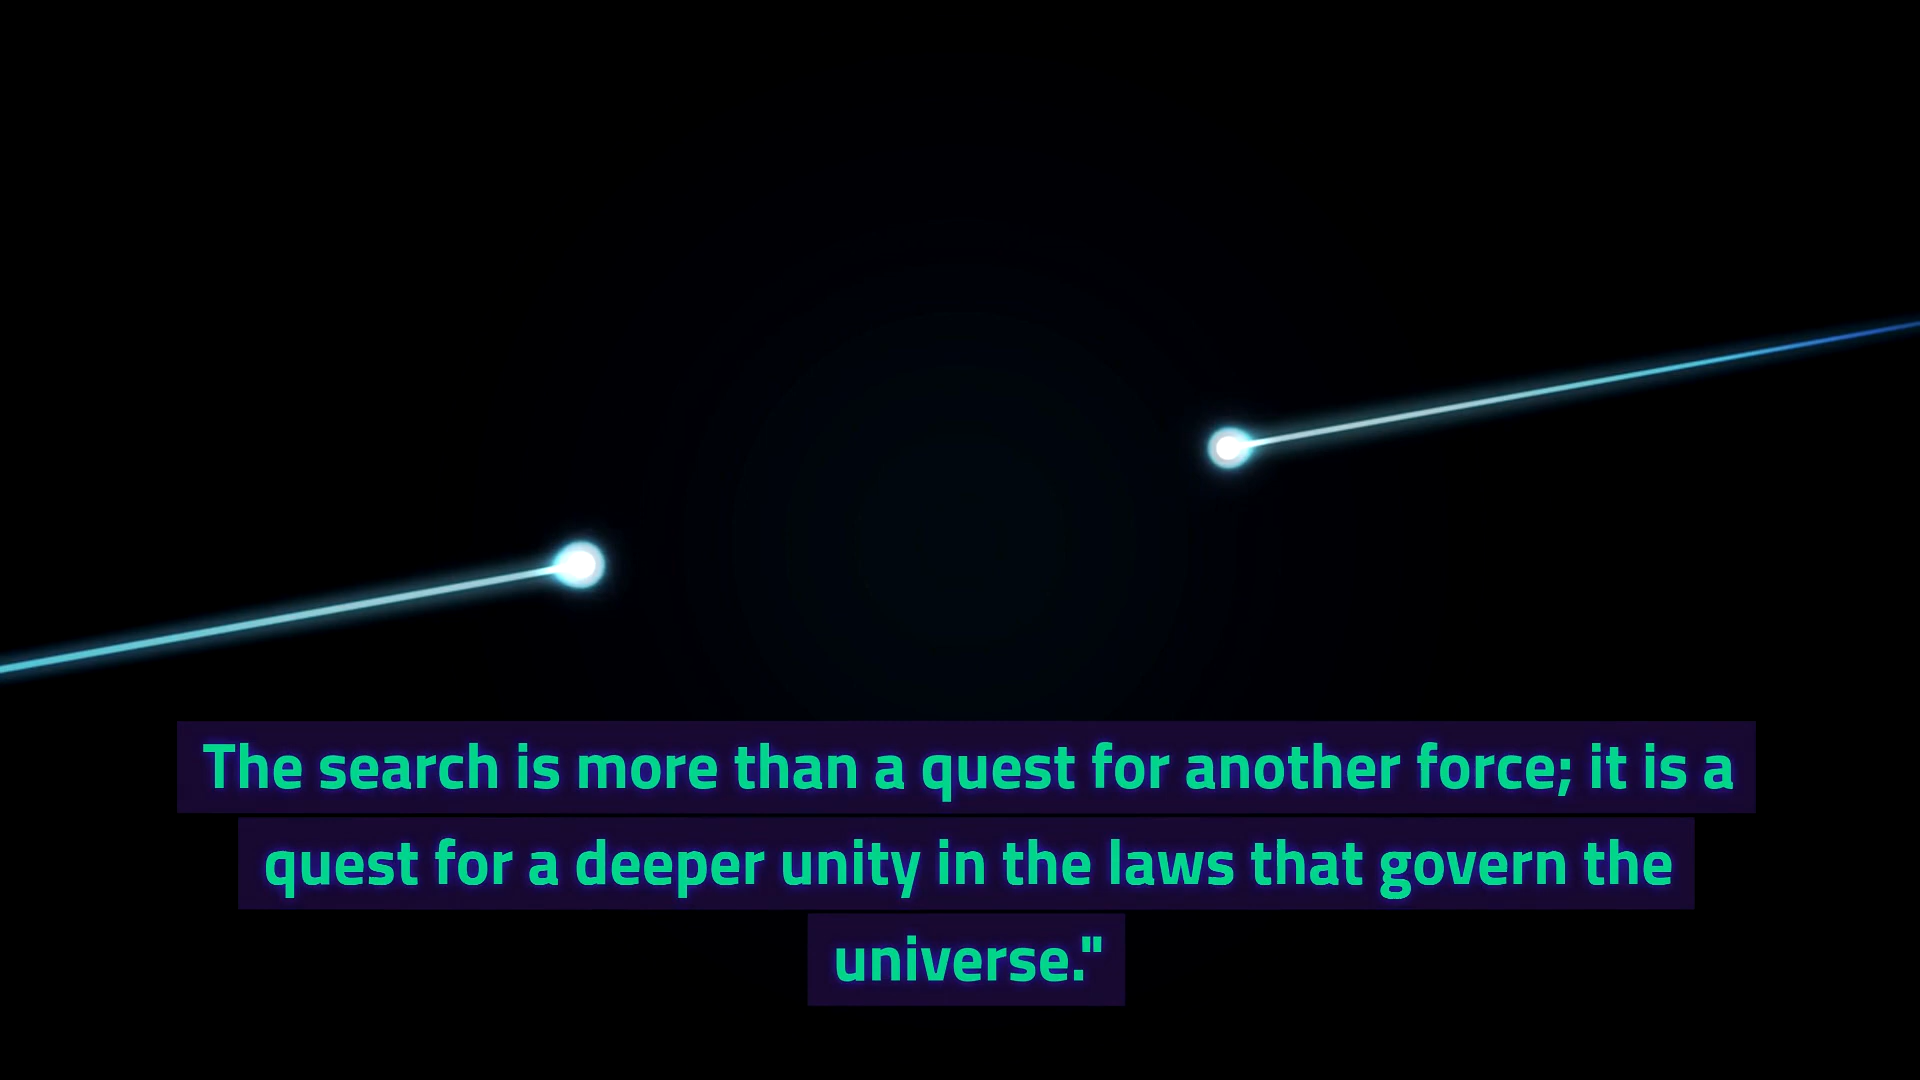 The search is more than a quest for another force; it is a
quest for a deeper unity in the laws that govern the
universe."